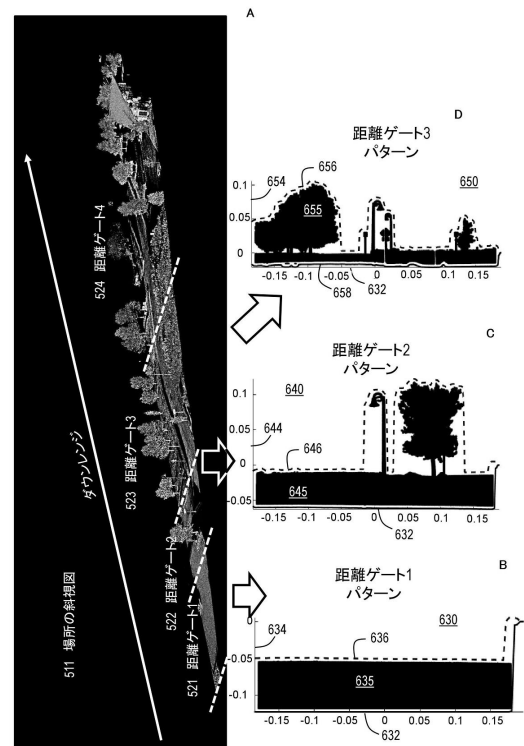 A
511 場所の斜視図
ダウンレンジ
521 距離ゲート1
522 距離ゲート2
523 距離ゲート3
524 距離ゲート4
D
距離ゲート3
パターン
654
656
650
655
0.1
0.05
0
-0.15
-0.1
-0.05
0
0.05
0.1
0.15
658
632
C
距離ゲート2
パターン
640
644
646
645
0.1
0.05
0
-0.05
-0.15
-0.1
-0.05
0
0.05
0.1
0.15
632
B
距離ゲート1
パターン
630
634
636
635
0
-0.05
-0.1
-0.15
-0.1
-0.05
0
0.05
0.1
0.15
632